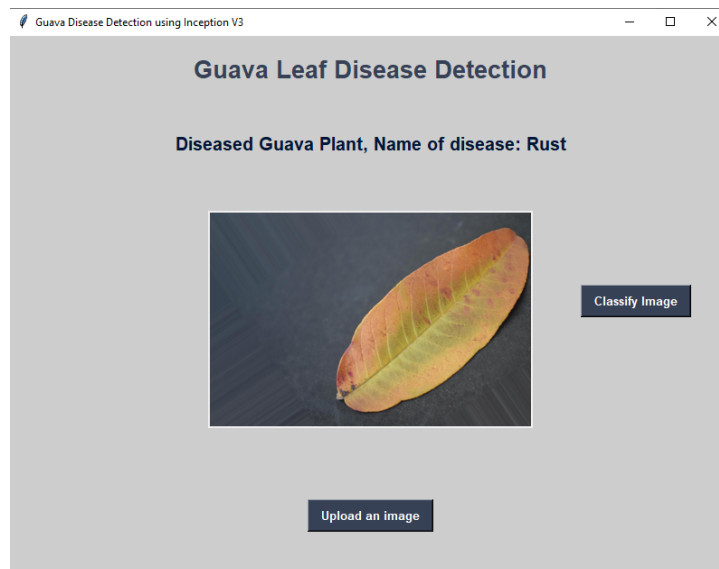 Guava Disease Detection using Inception V3
Guava Leaf Disease Detection
Diseased Guava Plant, Name of disease: Rust
Classify Image
Upload an image